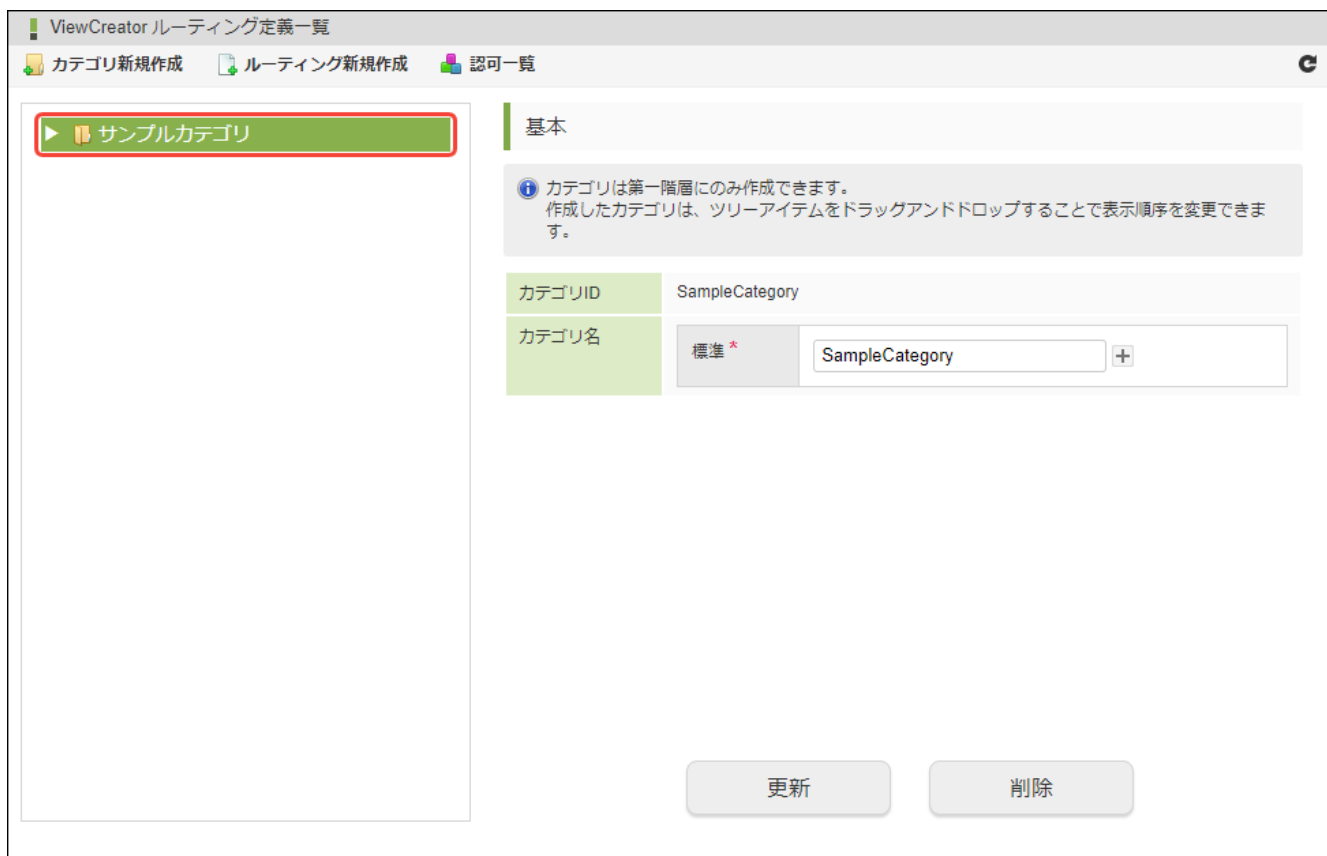 ViewCreator ルーティング定義一覧
カテゴリ新規作成 ルーティング新規作成 認可一覧
サンプルカテゴリ
基本
カテゴリは第一階層にのみ作成できます。
作成したカテゴリは、ツリーアイテムをドラッグアンドドロップすることで表示順序を変更できま
す。
カテゴリID SampleCategory
カテゴリ名 標準* SampleCategory
更新 削除